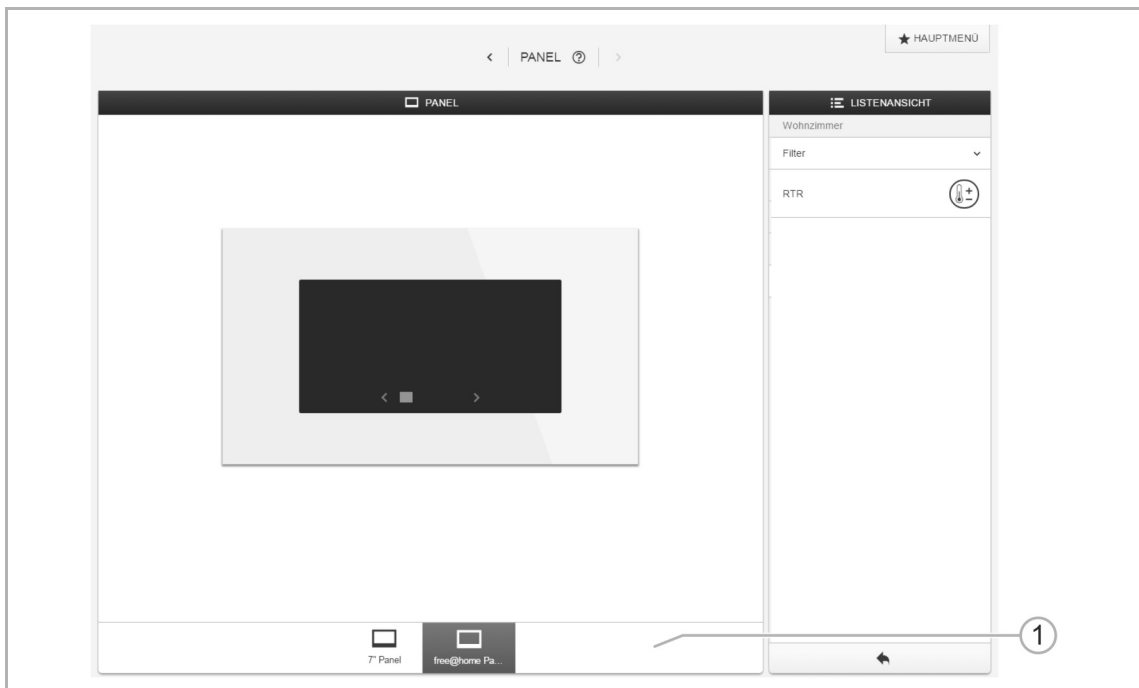 ★ HAUPTMENÜ
PANEL
PANEL
LISTENANSICHT
Wohnzimmer
Filter
RTR
7" Panel
free@home Pa...
1